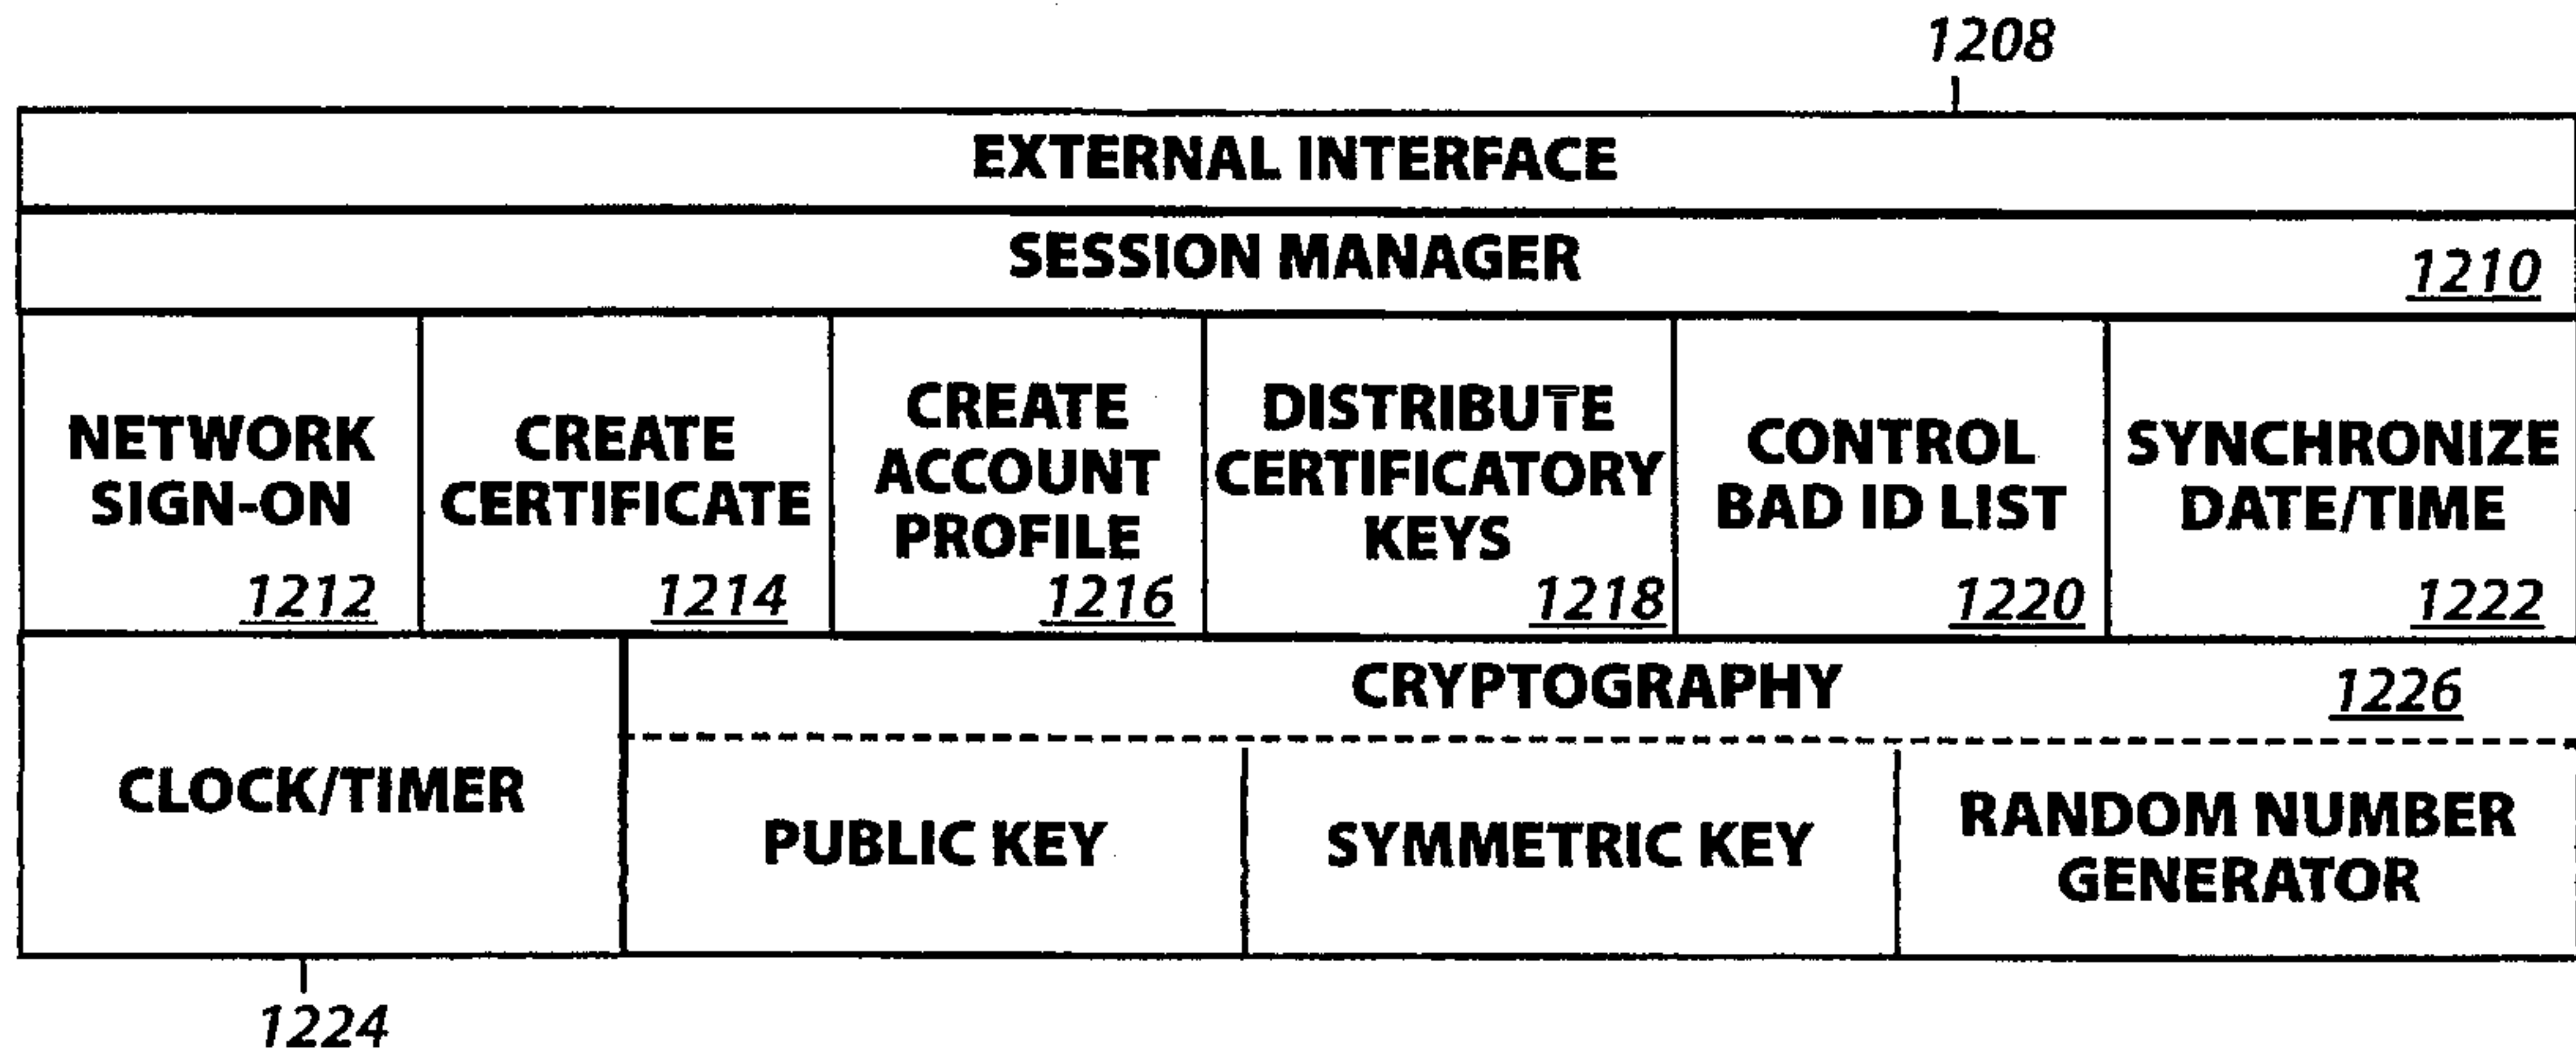 1208
EXTERNAL INTERFACE
SESSION MANAGER
1210
NETWORK
SIGN-ON
1212
CREATE
CERTIFICATE
1214
CREATE
ACCOUNT
PROFILE
1216
DISTRIBUTE
CERTIFICATORY
KEYS
1218
CONTROL
BAD ID LIST
1220
SYNCHRONIZE
DATE/TIME
1222
CLOCK/TIMER
1224
CRYPTOGRAPHY
1226
PUBLIC KEY
SYMMETRIC KEY
RANDOM NUMBER
GENERATOR